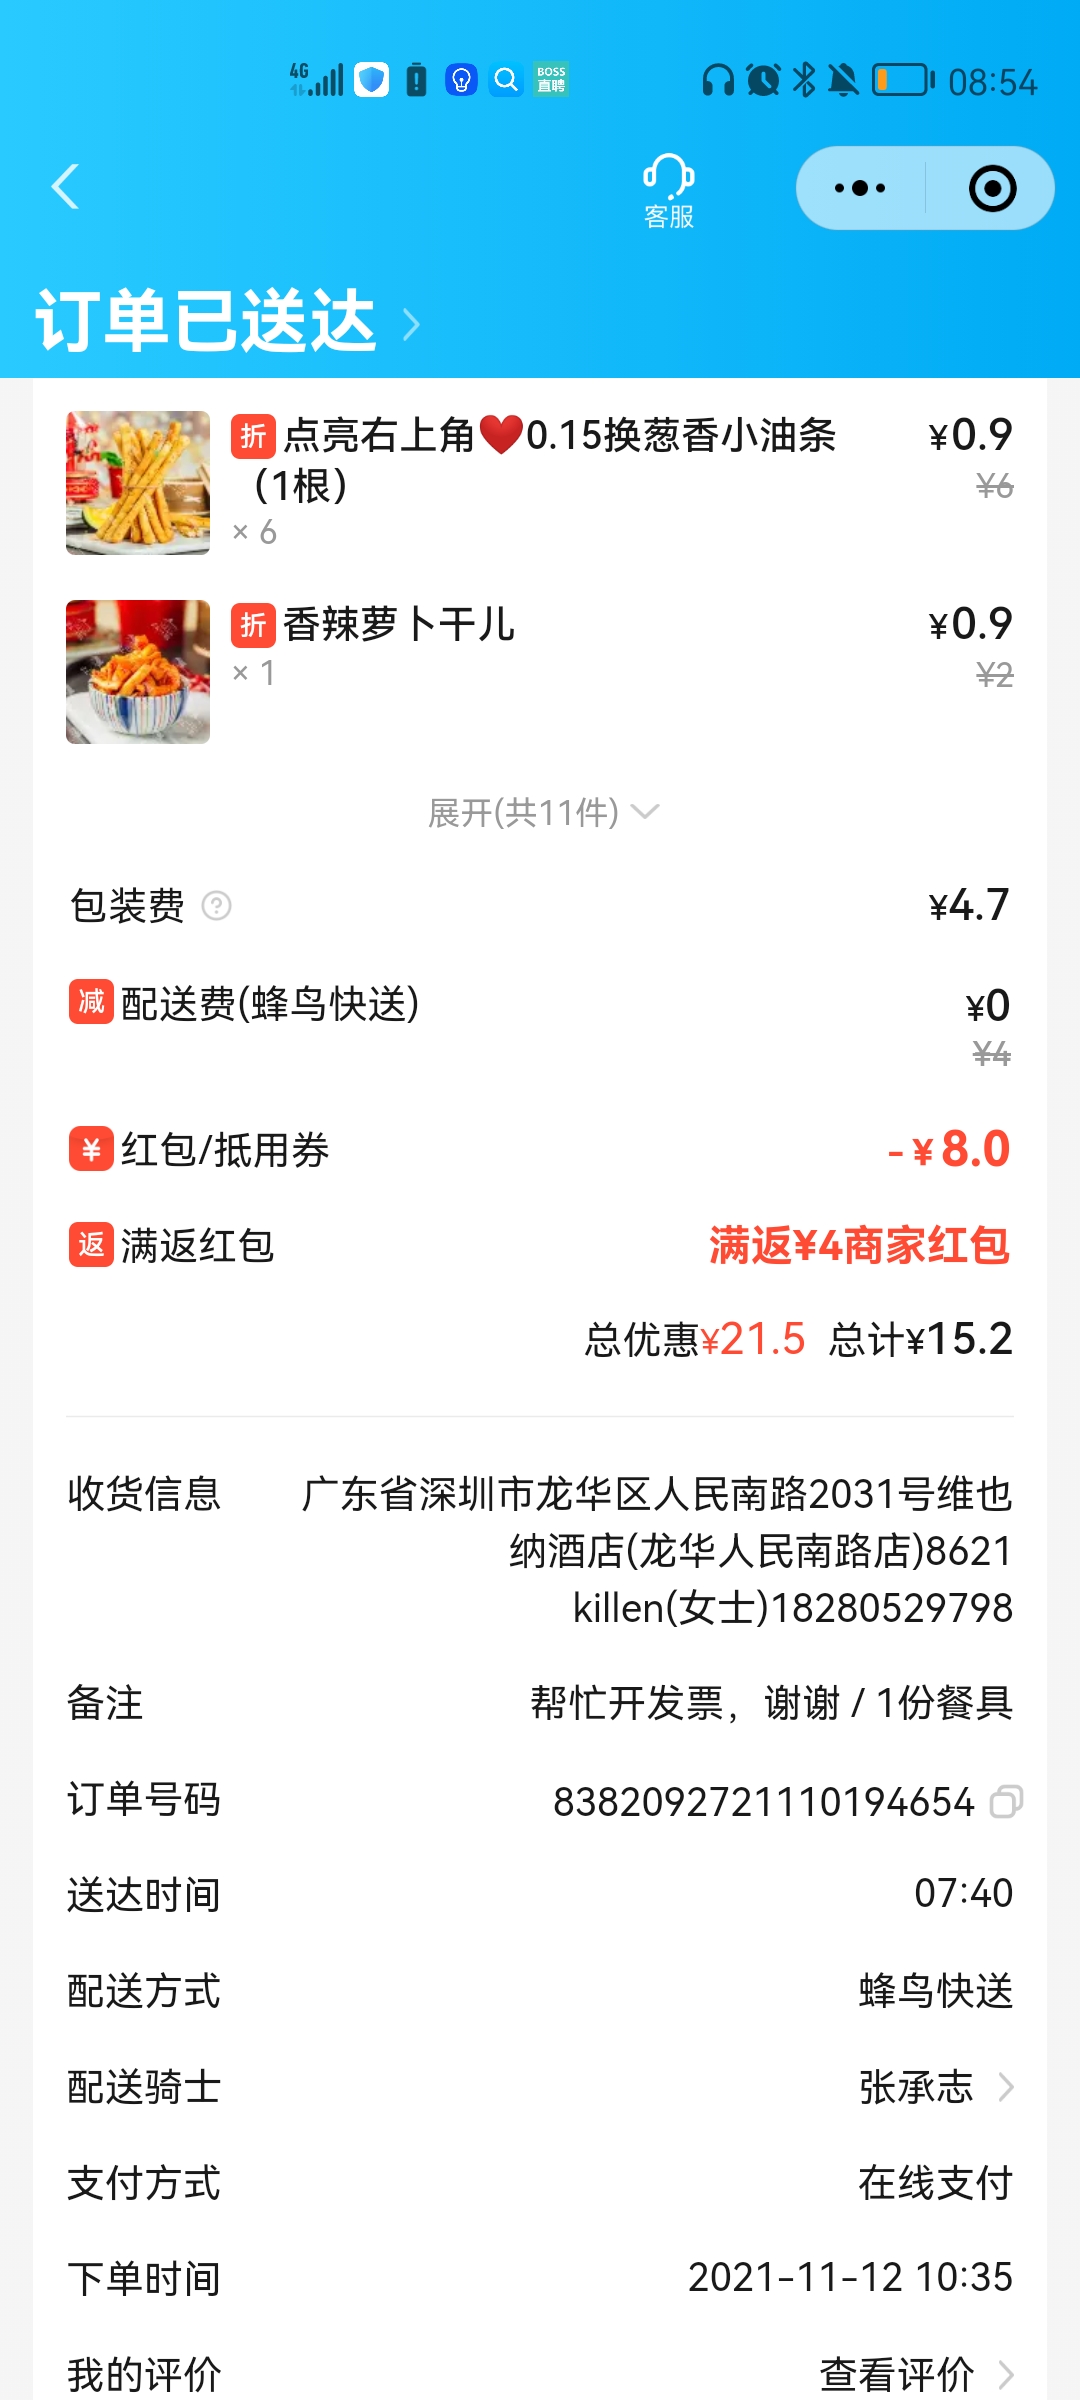 4G
BOSS
直聘
08:54
客服
订单已送达
折 点亮右上角❤️0.15换葱香小油条
（1根）
¥0.9
¥6
× 6
折 香辣萝卜干儿
¥0.9
× 1
¥2
展开(共11件)
包装费 ? ¥4.7
减 配送费(蜂鸟快送) ¥0
¥4
¥ 红包/抵用券 -¥8.0
返 满返红包 满返¥4商家红包
总优惠¥21.5 总计¥15.2
收货信息 广东省深圳市龙华区人民南路2031号维也
纳酒店(龙华人民南路店)8621
killen(女士)18280529798
备注 帮忙开发票，谢谢 / 1份餐具
订单号码 8382092721110194654
送达时间 07:40
配送方式 蜂鸟快送
配送骑士 张承志
支付方式 在线支付
下单时间 2021-11-12 10:35
我的评价 查看评价